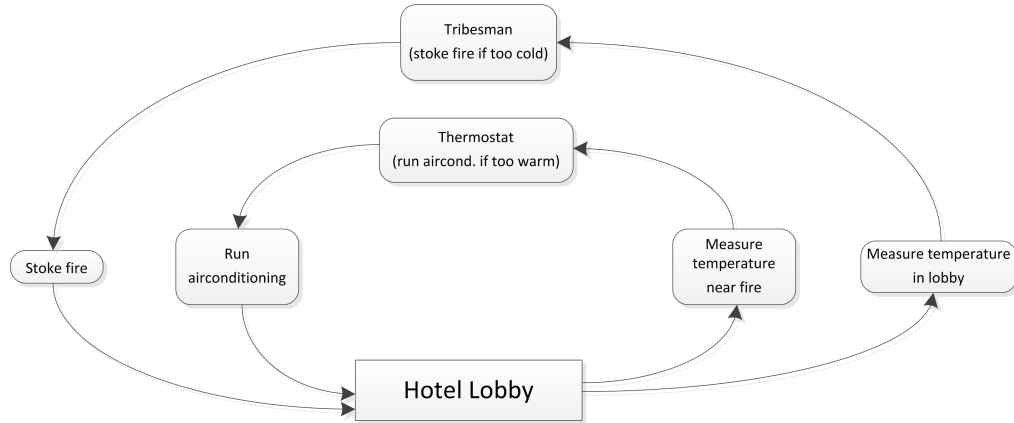 Tribesman
(stoke fire if too cold)
Thermostat
(run aircond. if too warm)
Stoke fire
Run
airconditioning
Measure
temperature
near fire
Measure temperature
in lobby
Hotel Lobby